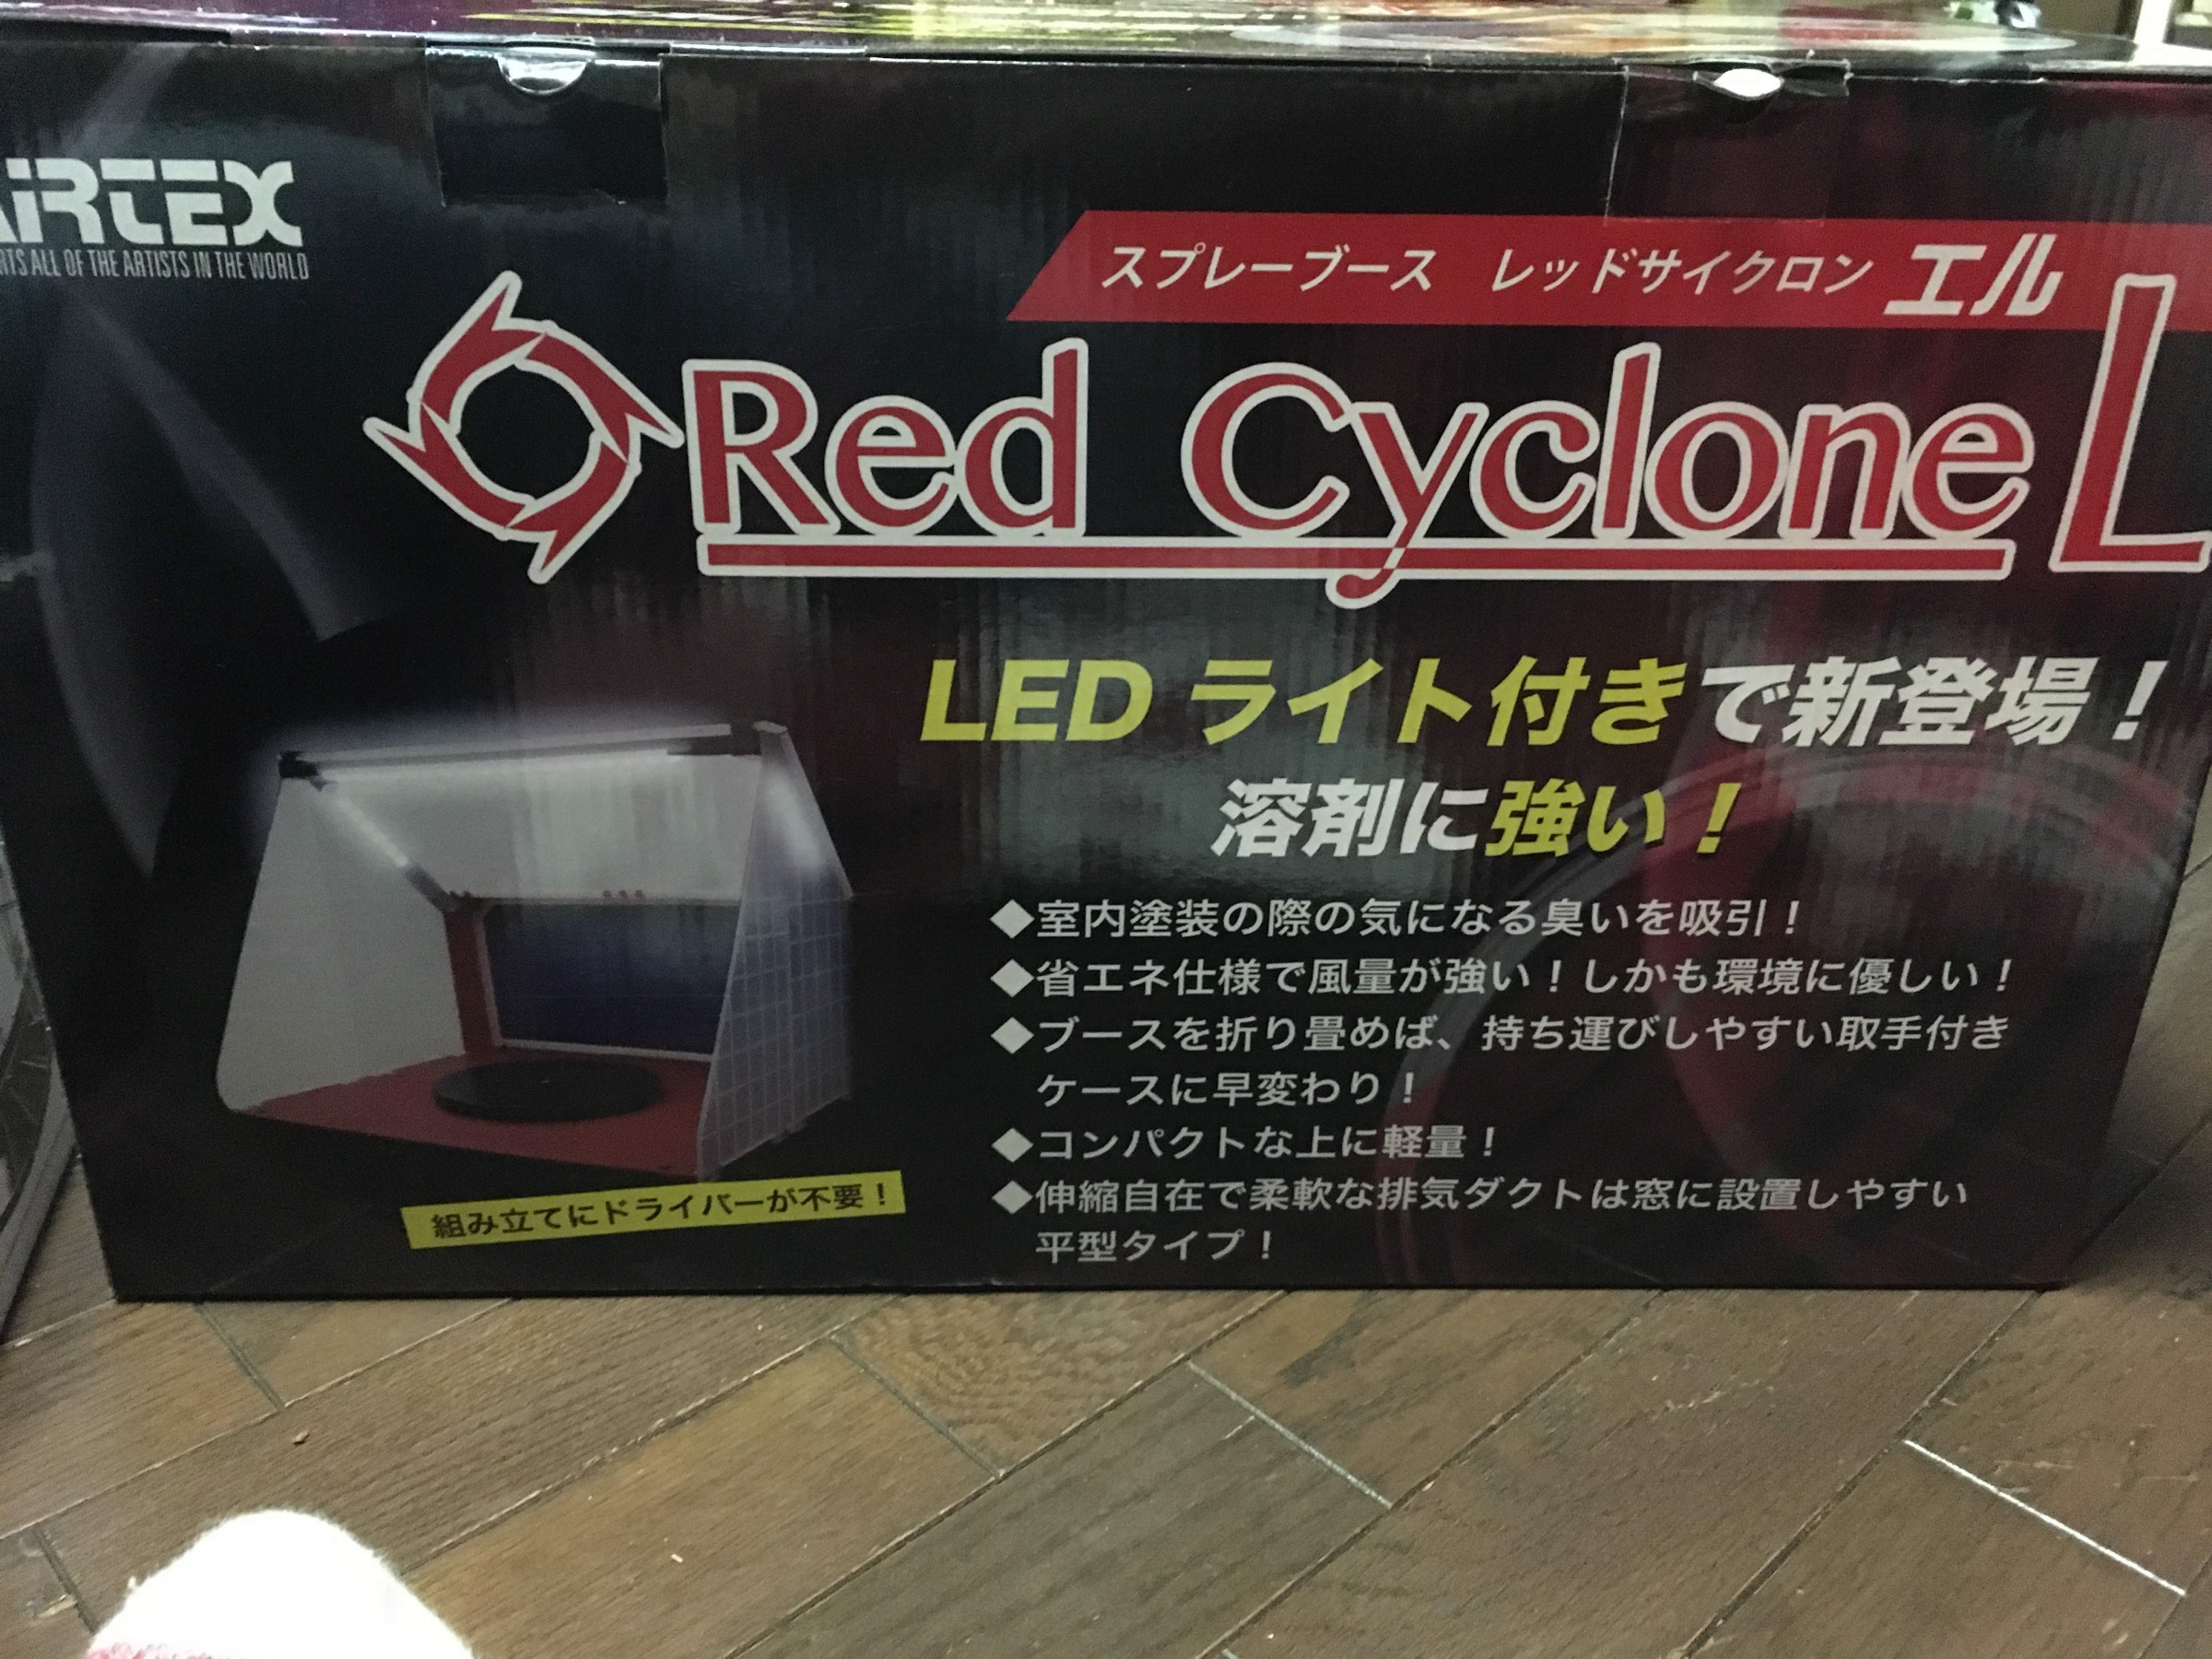 AIRTEX
ALL OF THE ARTISTS IN THE WORLD
スプレーブース レッドサイクロン エル
Red Cyclone L
LEDライト付きで新登場！
溶剤に強い！
◆室内塗装の際の気になる臭いを吸引！
◆省エネ仕様で風量が強い！しかも環境に優しい！
◆ブースを折り畳めば、持ち運びしやすい取手付き
ケースに早変わり！
◆コンパクトな上に軽量！
◆伸縮自在で柔軟な排気ダクトは窓に設置しやすい
平型タイプ！
組み立てにドライバーが不要！